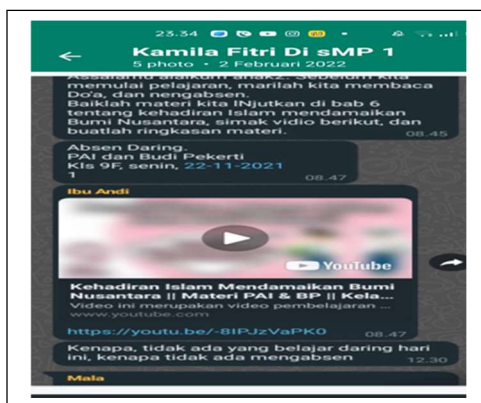 23.34
Kamila Fitri Di sMP 1
5 photo • 2 Februari 2022
Assalamu alaikum anak2. Sebelum kita
memulai pelajaran, marilah kita membaca
Do'a, dan nengabsen.
Baiklah materi kita lNjutkan di bab 6
tentang kehadiran Islam mendamaikan
Bumi Nusantara, simak vidio berikut, dan
buatlah ringkasan materi.
08.45
Absen Daring.
PAI dan Budi Pekerti
Kls 9F, senin, 22-11-2021
1
08.47
Ibu Andi
YouTube
Kehadiran Islam Mendamaikan Bumi
Nusantara || Materi PAI & BP || Kela...
Video ini merupakan video pembelajaran ...
www.youtube.com
https://youtu.be/-8IPJzVaPK0
08.47
Kenapa, tidak ada yang belajar daring hari
ini, kenapa tidak ada mengabsen
12.30
Mala